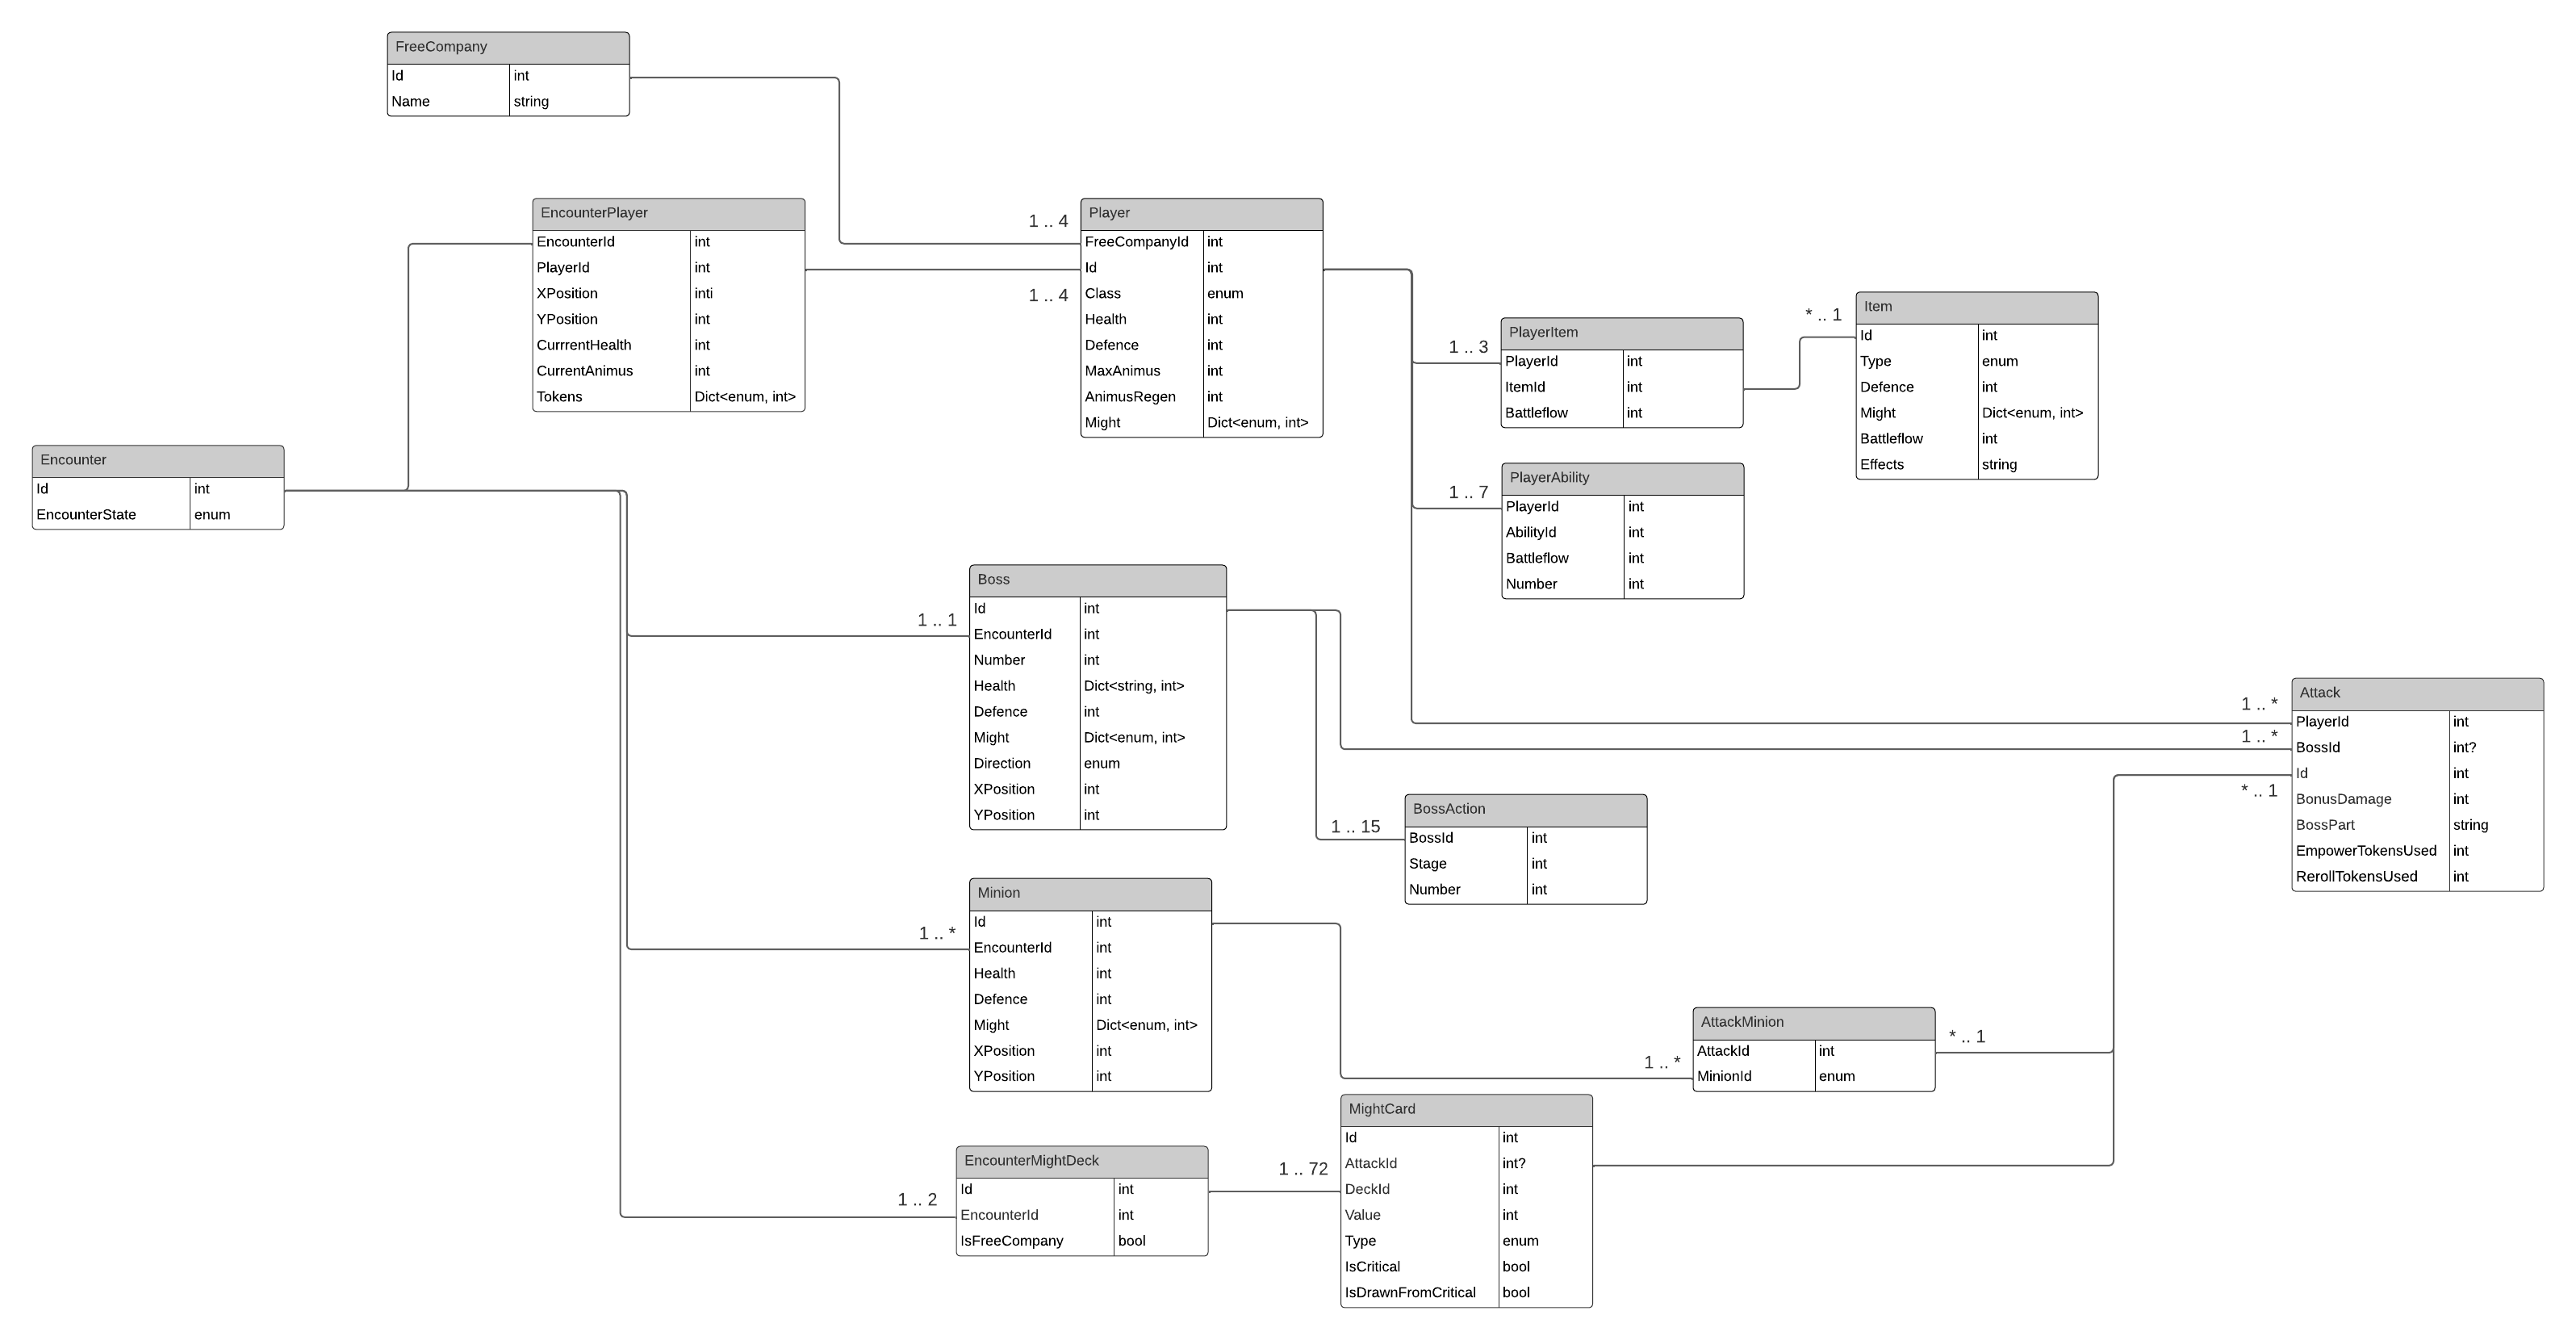 FreeCompany
Id int
Name string
EncounterPlayer
EncounterId int
PlayerId int
XPosition inti
YPosition int
CurrrentHealth int
CurrentAnimus int
Tokens Dict<enum, int>
1 .. 4
1 .. 4
Player
FreeCompanyId int
Id int
Class enum
Health int
Defence int
MaxAnimus int
AnimusRegen int
Might Dict<enum, int>
1 .. 3
PlayerItem
PlayerId int
ItemId int
Battleflow int
* .. 1
Item
Id int
Type enum
Defence int
Might Dict<enum, int>
Battleflow int
Effects string
Encounter
Id int
EncounterState enum
1 .. 7
PlayerAbility
PlayerId int
AbilityId int
Battleflow int
Number int
1 .. 1
Boss
Id int
EncounterId int
Number int
Health Dict<string, int>
Defence int
Might Dict<enum, int>
Direction enum
XPosition int
YPosition int
1 .. *
1 .. *
* .. 1
Attack
PlayerId int
BossId int?
Id int
BonusDamage int
BossPart string
EmpowerTokensUsed int
RerollTokensUsed int
1 .. 15
BossAction
BossId int
Stage int
Number int
1 .. *
Minion
Id int
EncounterId int
Health int
Defence int
Might Dict<enum, int>
XPosition int
YPosition int
1 .. *
AttackMinion
AttackId int
MinionId enum
* .. 1
1 .. 2
EncounterMightDeck
Id int
EncounterId int
IsFreeCompany bool
1 .. 72
MightCard
Id int
AttackId int?
DeckId int
Value int
Type enum
IsCritical bool
IsDrawnFromCritical bool